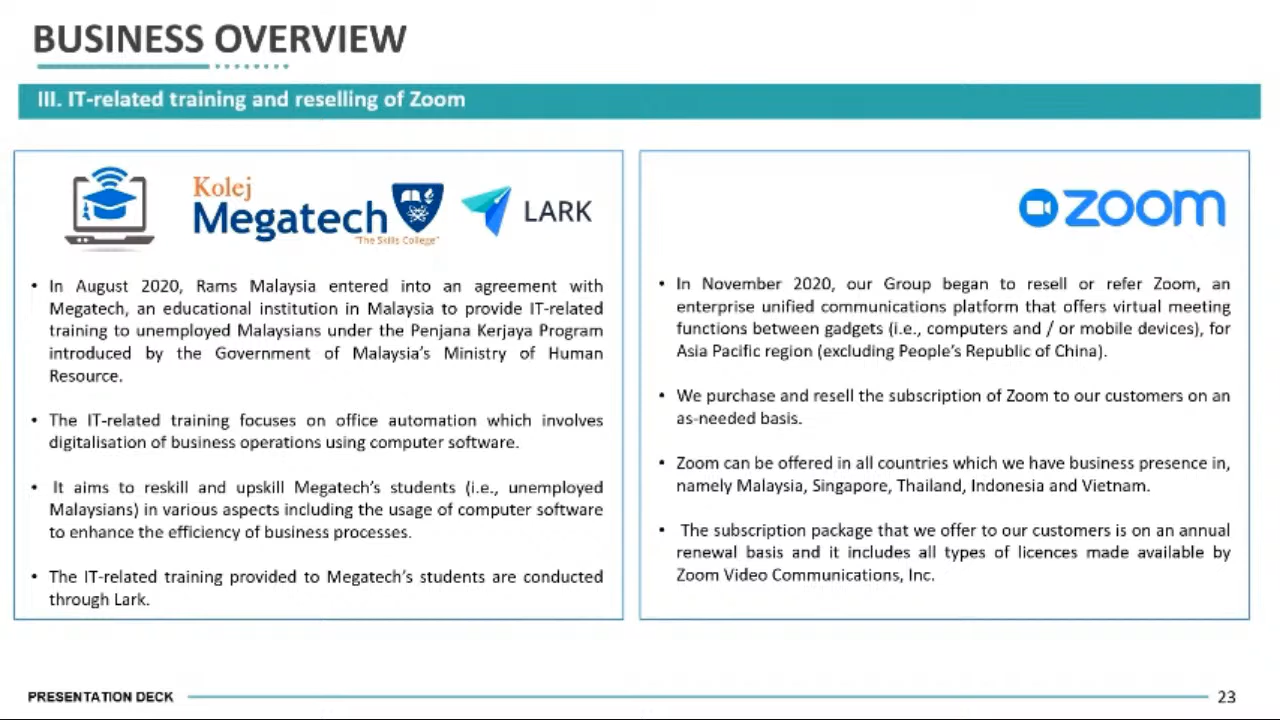 BUSINESS OVERVIEW
III. IT-related training and reselling of Zoom
Kolej
Megatech
"The Skills College"
LARK
• In August 2020, Rams Malaysia entered into an agreement with
Megatech, an educational institution in Malaysia to provide IT-related
training to unemployed Malaysians under the Penjana Kerjaya Program
introduced by the Government of Malaysia's Ministry of Human
Resource.
• The IT-related training focuses on office automation which involves
digitalisation of business operations using computer software.
• It aims to reskill and upskill Megatech's students (i.e., unemployed
Malaysians) in various aspects including the usage of computer software
to enhance the efficiency of business processes.
• The IT-related training provided to Megatech's students are conducted
through Lark.
zoom
• In November 2020, our Group began to resell or refer Zoom, an
enterprise unified communications platform that offers virtual meeting
functions between gadgets (i.e., computers and / or mobile devices), for
Asia Pacific region (excluding People's Republic of China).
• We purchase and resell the subscription of Zoom to our customers on an
as-needed basis.
• Zoom can be offered in all countries which we have business presence in,
namely Malaysia, Singapore, Thailand, Indonesia and Vietnam.
• The subscription package that we offer to our customers is on an annual
renewal basis and it includes all types of licences made available by
Zoom Video Communications, Inc.
PRESENTATION DECK
23